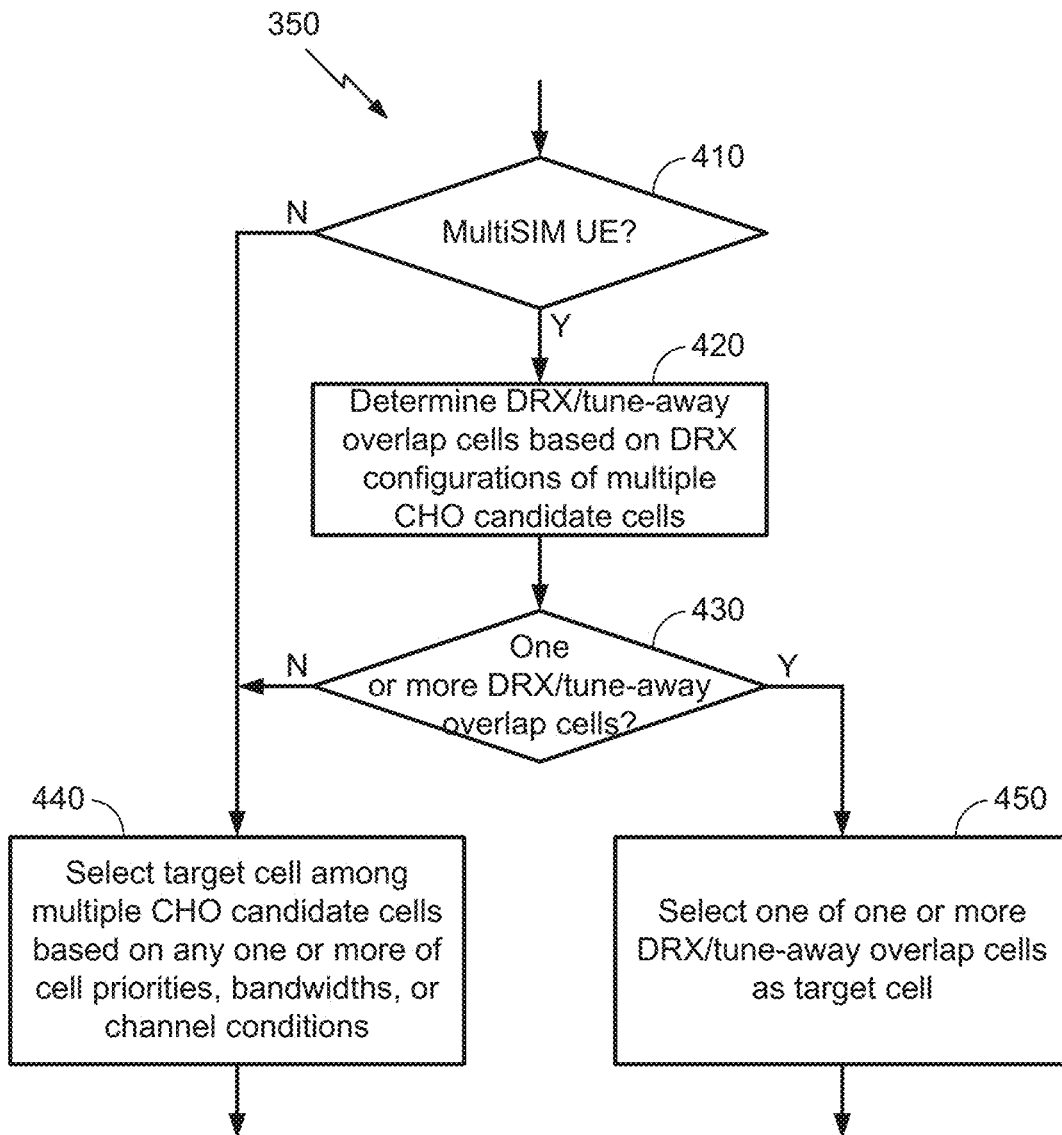 350
410
N
MultiSIM UE?
Y
420
Determine DRX/tune-away
overlap cells based on DRX
configurations of multiple
CHO candidate cells
430
One
N
Y
or more DRX/tune-away
overlap cells?
440
450
Select target cell among
multiple CHO candidate cells
based on any one or more of
cell priorities, bandwidths, or
channel conditions
Select one of one or more
DRX/tune-away overlap cells
as target cell